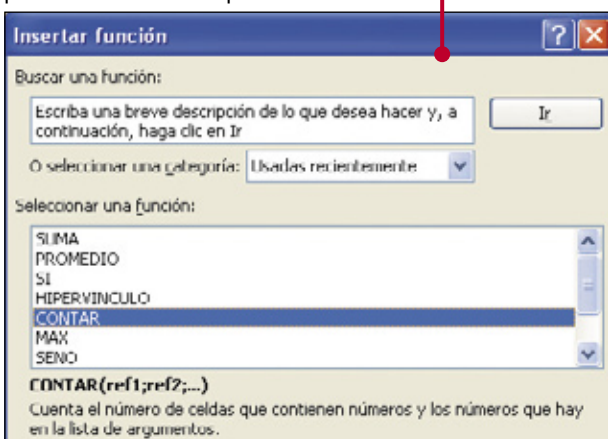 Insertar función
Buscar una función:
Escriba una breve descripción de lo que desea hacer y, a
continuación, haga clic en Ir
Ir
O seleccionar una categoría: Usadas recientemente
Seleccionar una función:
SUMA
PROMEDIO
SI
HIPERVINCULO
CONTAR
MAX
SENO
CONTAR(ref1;ref2;...)
Cuenta el número de celdas que contienen números y los números que hay
en la lista de argumentos.